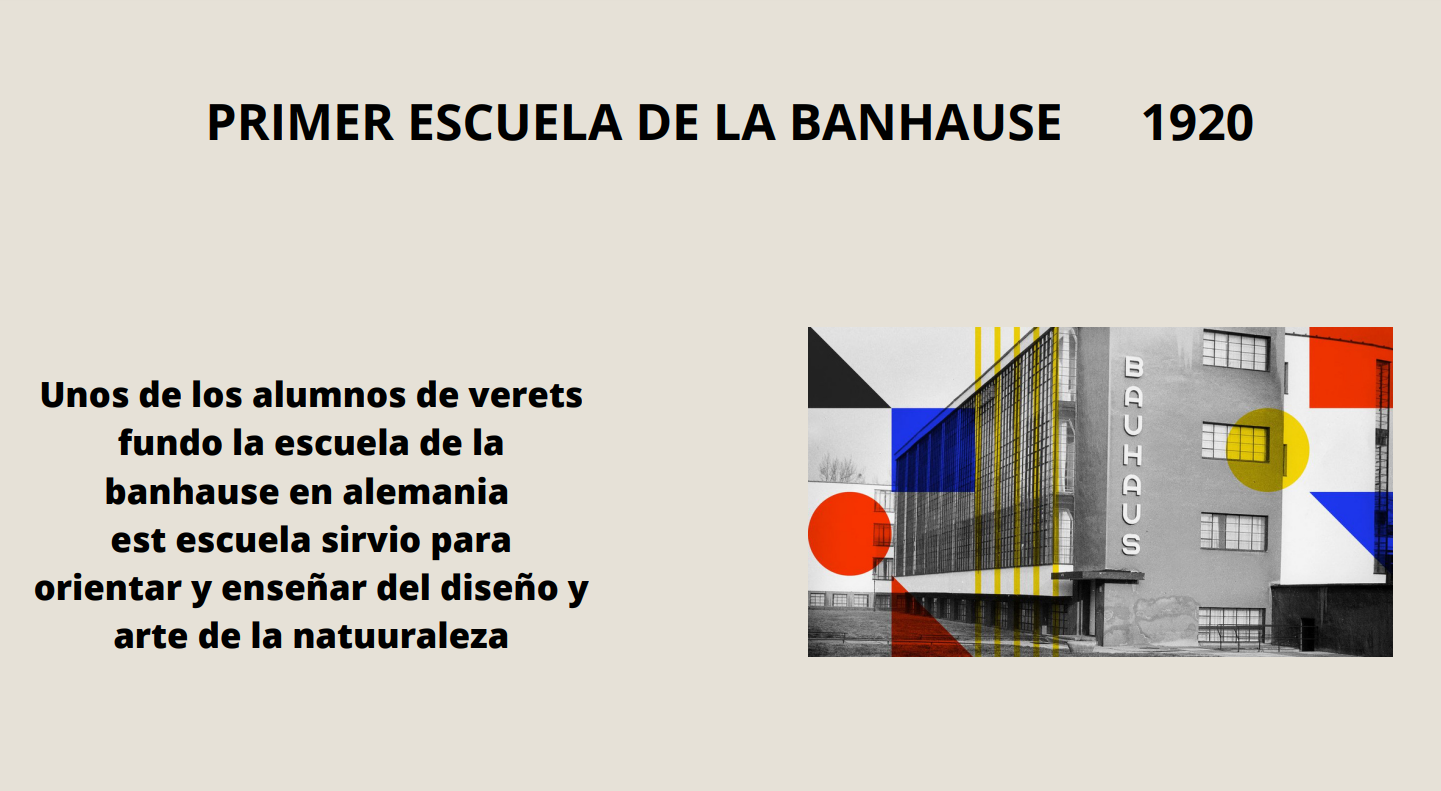 PRIMER ESCUELA DE LA BANHAUSE 1920
Unos de los alumnos de verets
fundo la escuela de la
banhause en alemania
est escuela sirvio para
orientar y enseñar del diseño y
arte de la natuuraleza
BAUHAUS